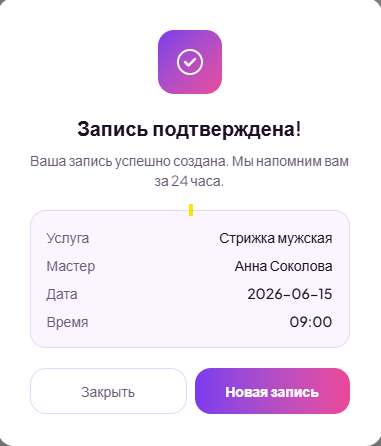 Запись подтверждена!
Ваша запись успешно создана. Мы напомним вам
за 24 часа.
Услуга Стрижка мужская
Мастер Анна Соколова
Дата 2026-06-15
Время 09:00
Закрыть Новая запись